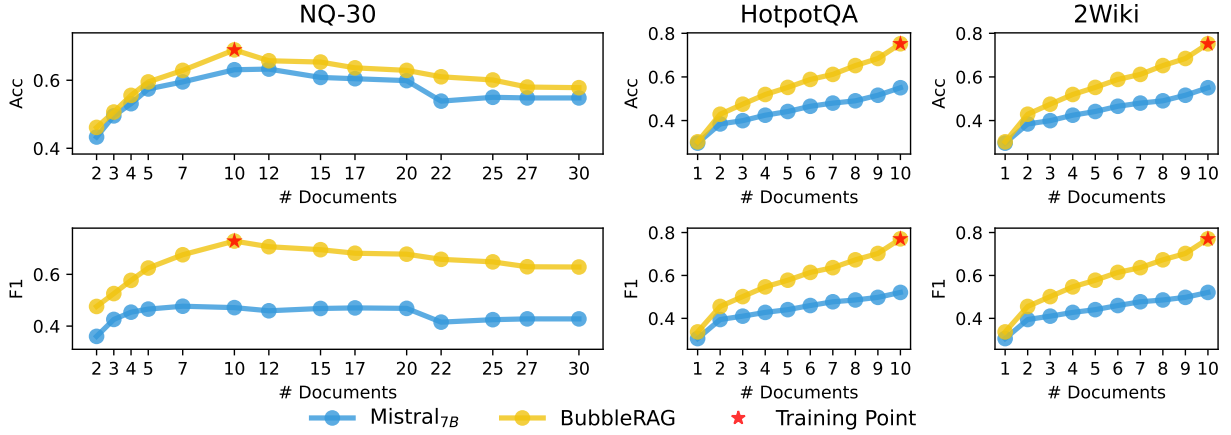 NQ-30
HotpotQA
2Wiki
Acc
0.6
0.4
2 3 4 5 7 10 12 15 17 20 22 25 27 30
# Documents
Acc
0.8
0.6
0.4
1 2 3 4 5 6 7 8 9 10
# Documents
Acc
0.8
0.6
0.4
1 2 3 4 5 6 7 8 9 10
# Documents
F1
0.6
0.4
2 3 4 5 7 10 12 15 17 20 22 25 27 30
# Documents
F1
0.8
0.6
0.4
1 2 3 4 5 6 7 8 9 10
# Documents
F1
0.8
0.6
0.4
1 2 3 4 5 6 7 8 9 10
# Documents
Mistral7B BubbleRAG Training Point